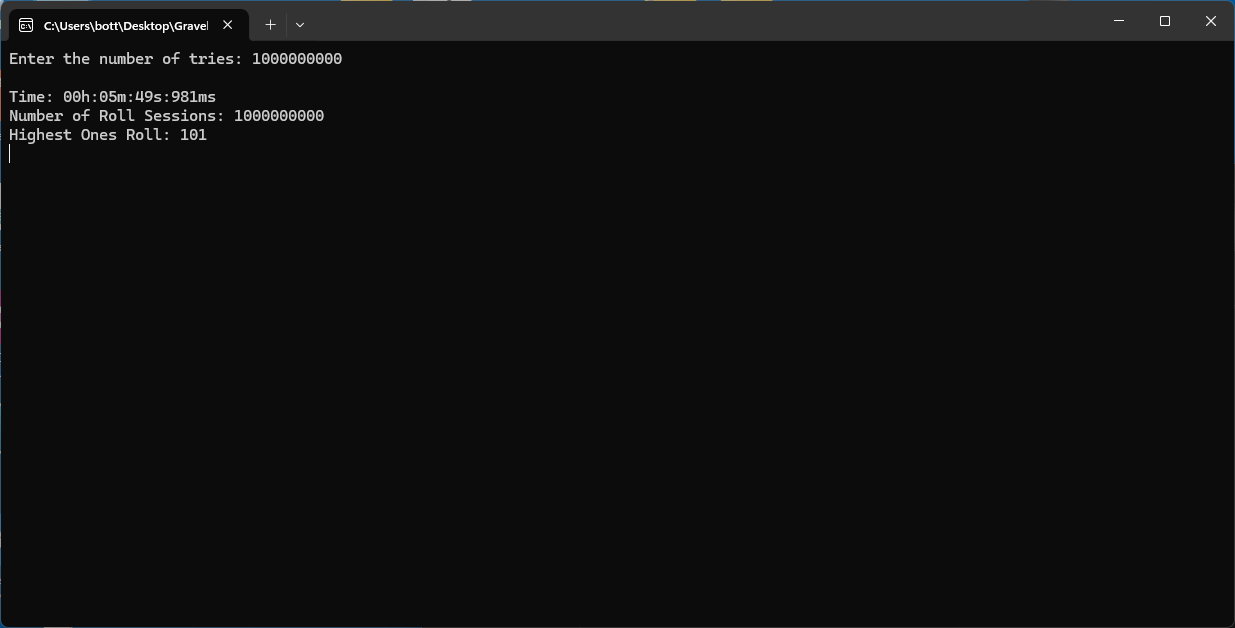 C:\Users\bott\Desktop\Gravel
Enter the number of tries: 1000000000
Time: 00h:05m:49s:981ms
Number of Roll Sessions: 1000000000
Highest Ones Roll: 101